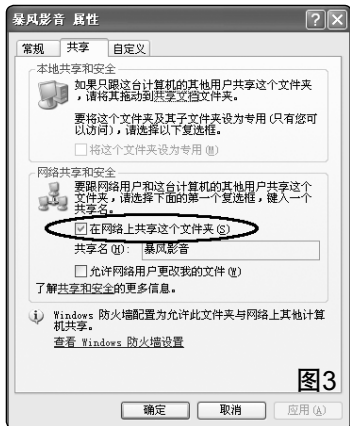 暴风影音 属性
常规 共享 自定义
本地共享和安全
如果只跟这台计算机的其他用户共享这个文件夹
，请将其拖动到共享文档文件夹。
要将这个文件夹及其子文件夹设为专用(只有您可
以访问)，请选择以下复选框。
将这个文件夹设为专用(M)
网络共享和安全
要跟网络用户和这台计算机的其他用户共享这个
文件夹，请选择下面的第一个复选框，键入一个
共享名。
在网络上共享这个文件夹(S)
共享名(H): 暴风影音
允许网络用户更改我的文件(W)
了解共享和安全的更多信息。
Windows 防火墙配置为允许此文件夹与网络上其他计算
机共享。
查看 Windows 防火墙设置
图3
确定 取消 应用(A)